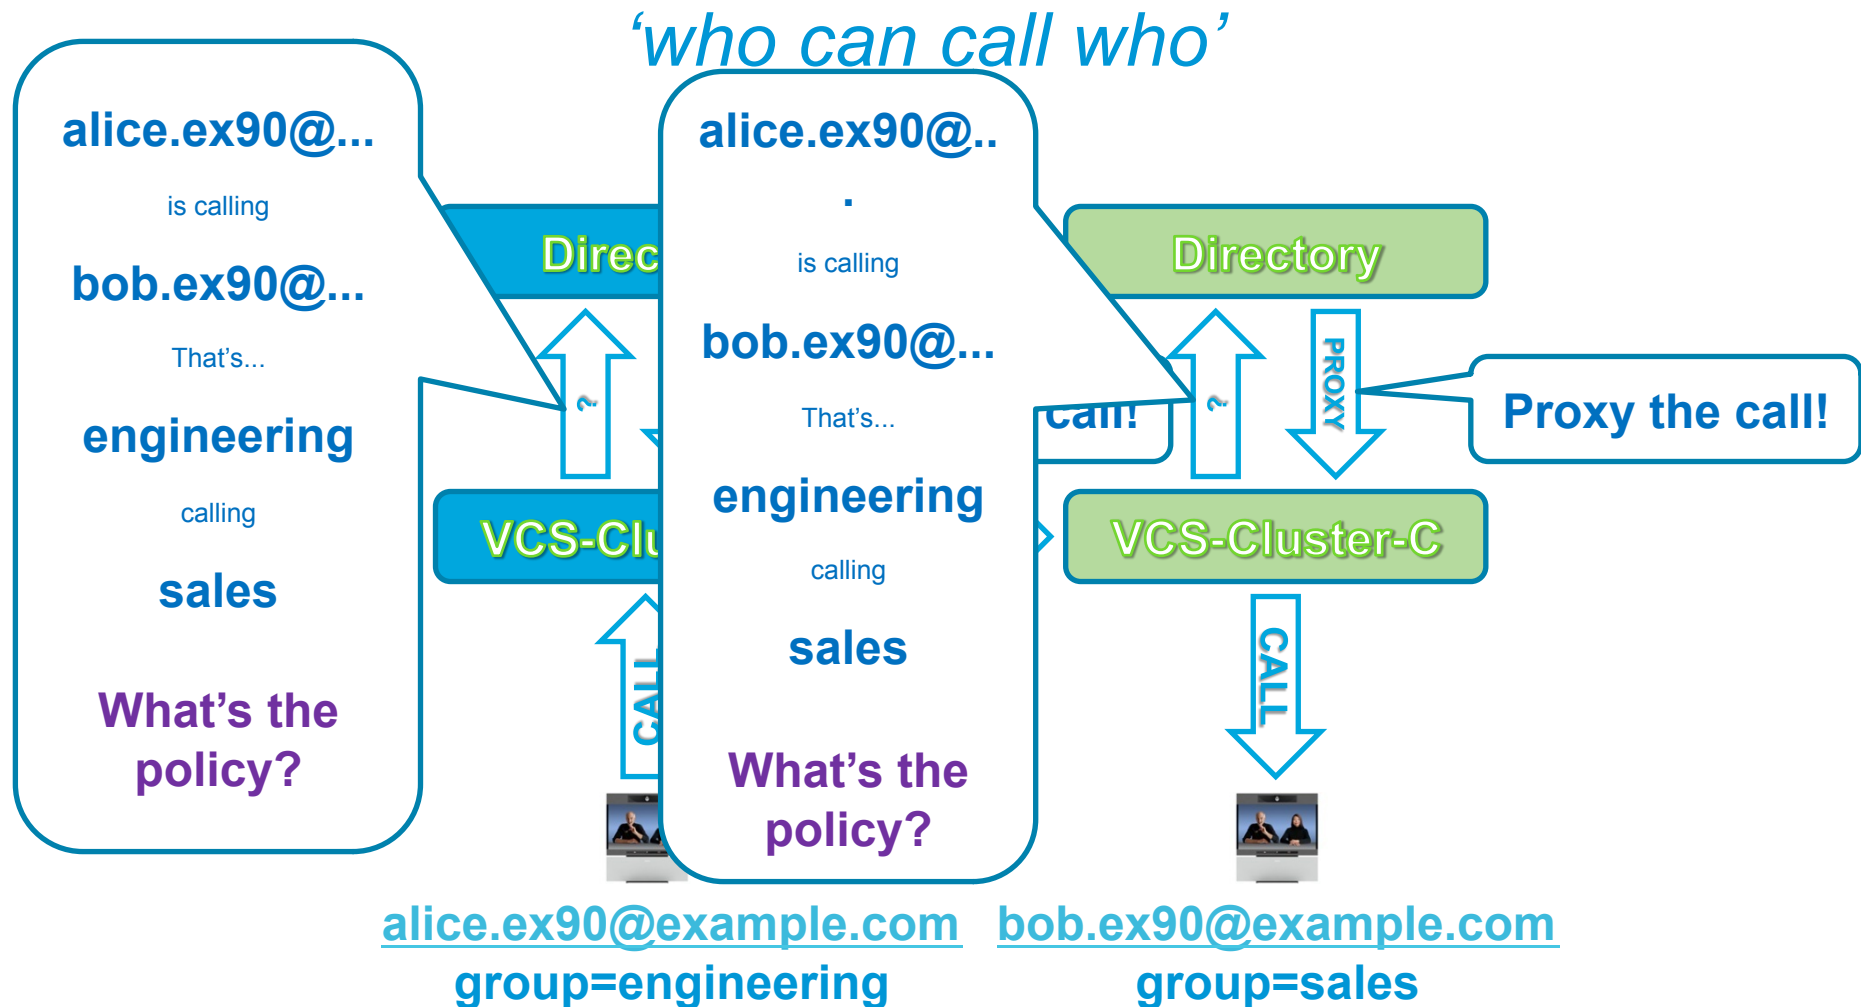 ‘who can call who’
alice.ex90@...
is calling
bob.ex90@...
That’s...
engineering
calling
sales
What’s the
policy?
alice.ex90@..
.
is calling
bob.ex90@...
That’s...
engineering
calling
sales
What’s the
policy?
Direc
Directory
?
?
PROXY
call!
Proxy the call!
VCS-Clu
VCS-Cluster-C
CALL
CALL
alice.ex90@example.com
group=engineering
bob.ex90@example.com
group=sales